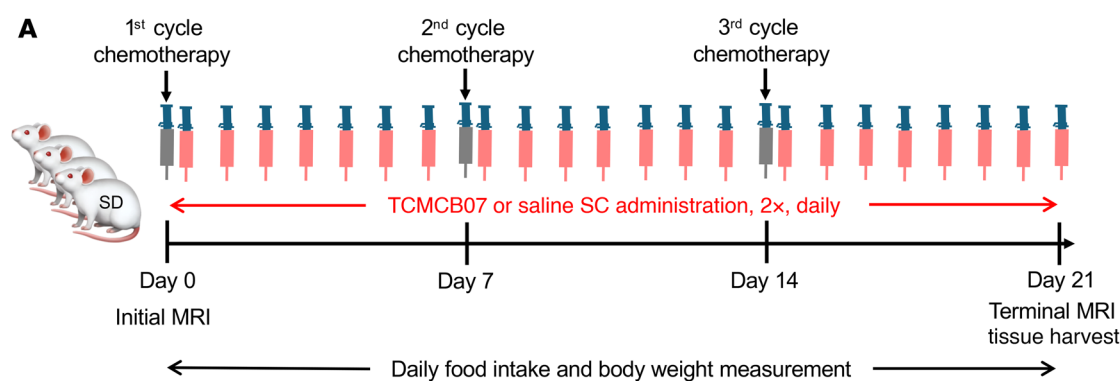 A
1st cycle
chemotherapy
2nd cycle
chemotherapy
3rd cycle
chemotherapy
SD
TCMCB07 or saline SC administration, 2×, daily
Day 0
Day 7
Day 14
Day 21
Initial MRI
Terminal MRI
tissue harvest
Daily food intake and body weight measurement